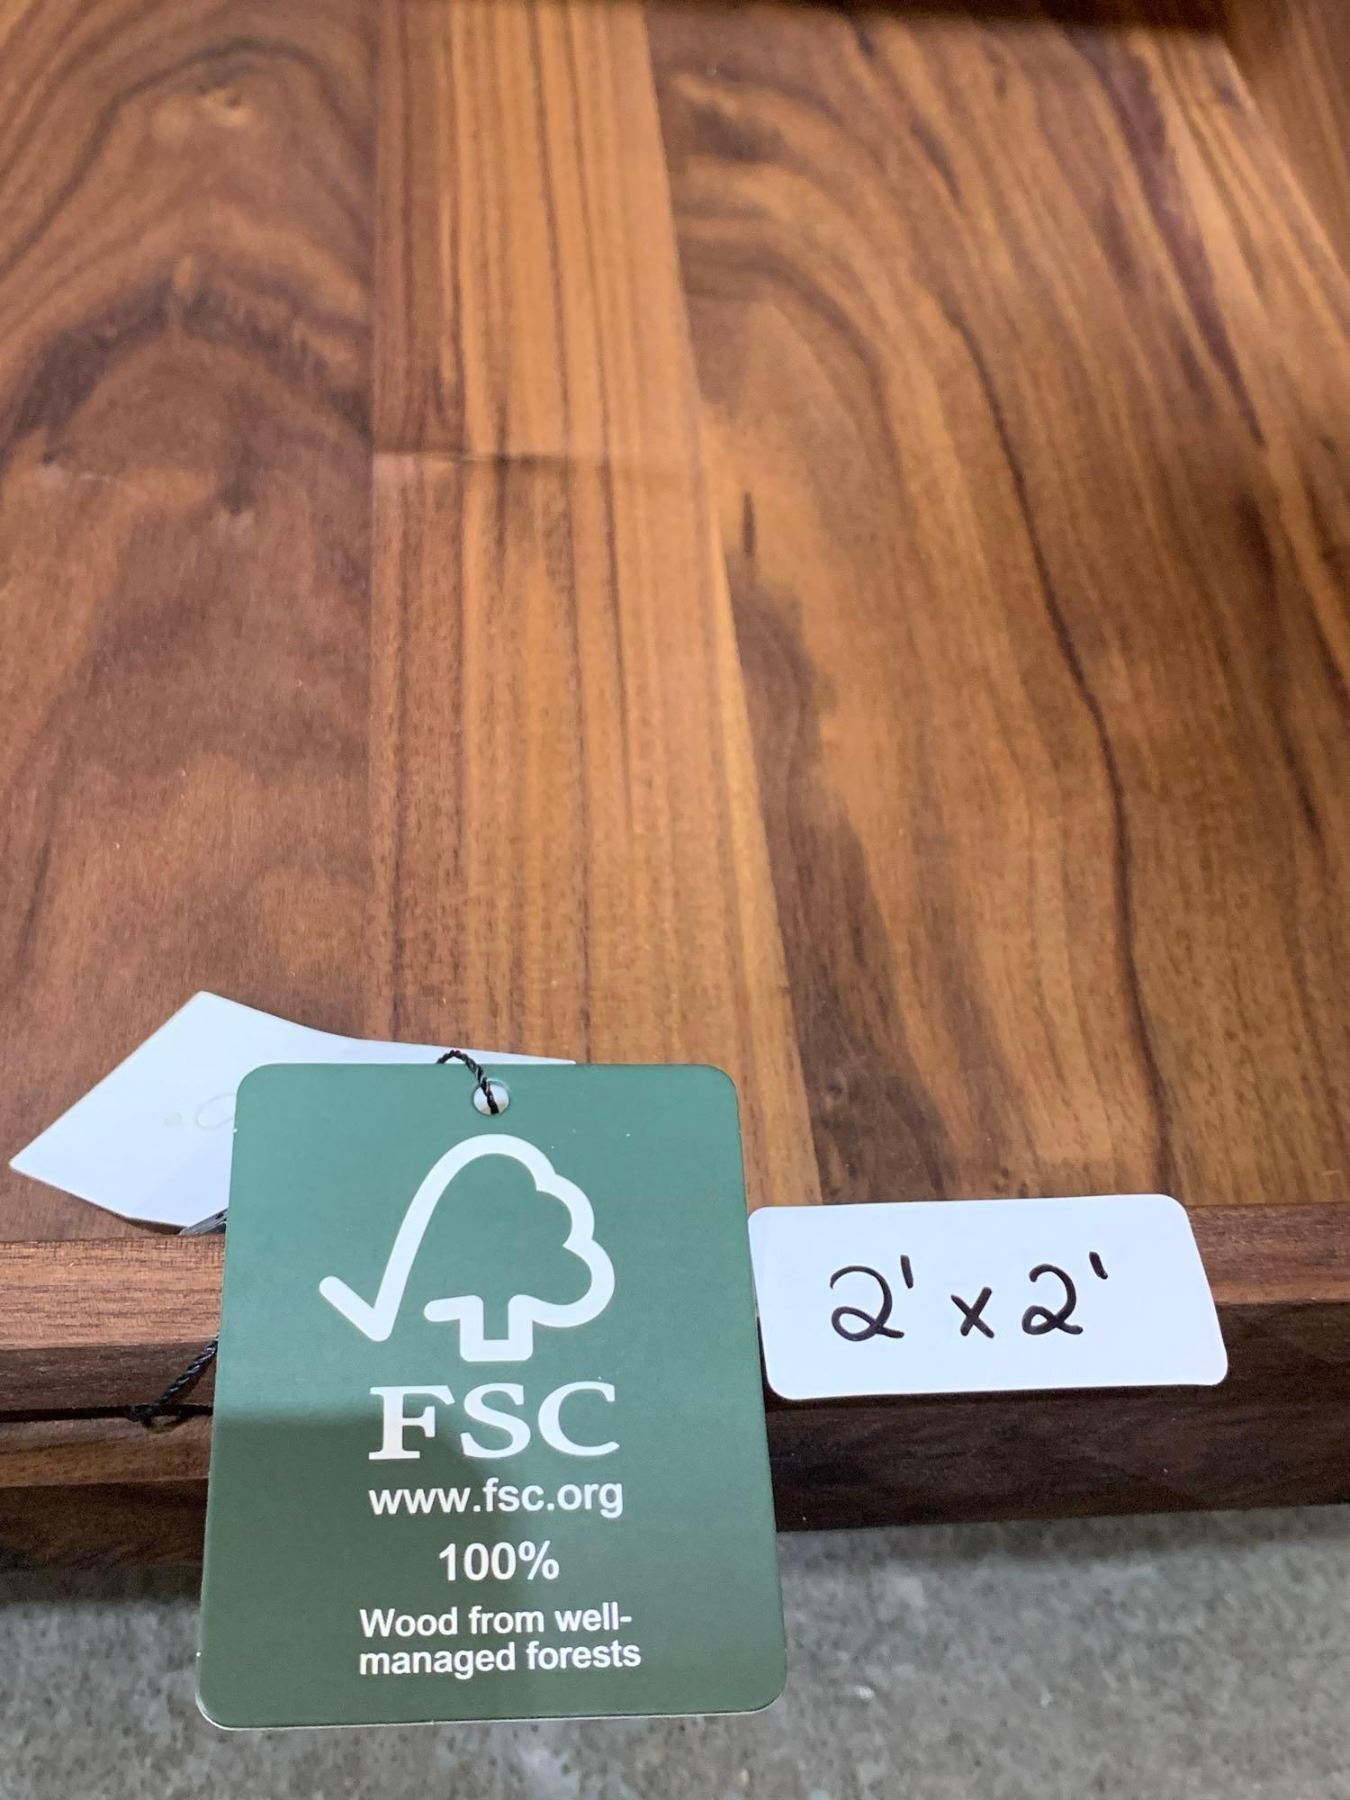 FSC
www.fsc.org
100%
Wood from well-
managed forests
2' x 2'